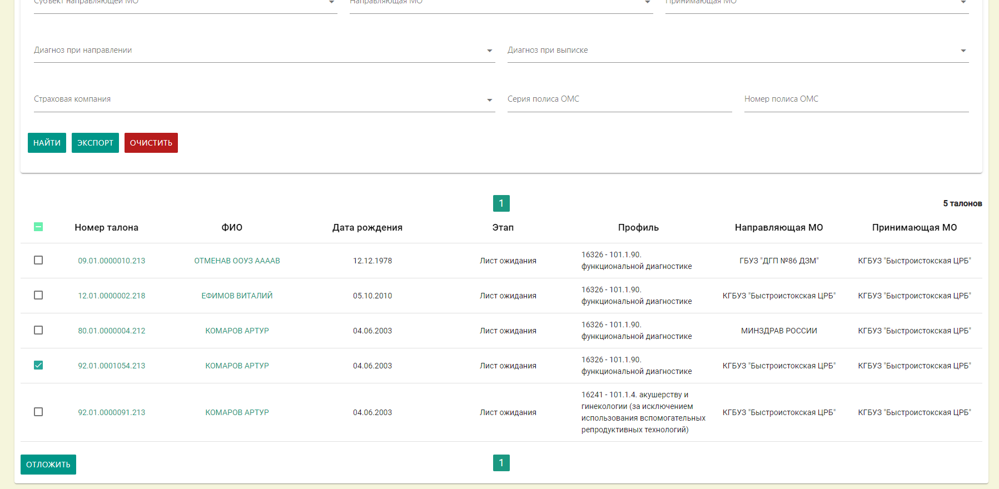 Субъект направляющей МО
Направляющая МО
Принимающая МО
Диагноз при направлении
Диагноз при выписке
Страховая компания
Серия полиса ОМС
Номер полиса ОМС
НАЙТИ
ЭКСПОРТ
ОЧИСТИТЬ
1
5 талонов
Номер талона ФИО Дата рождения Этап Профиль Направляющая МО Принимающая МО
09.01.0000010.213 ОТМЕНАВ ООУЗ АААAВ 12.12.1978 Лист ожидания 16326 - 101.1.90. ГБУЗ "ДГП №86 ДЗМ" КГБУЗ "Быстроистокская ЦРБ"
функциональной диагностике
12.01.0000002.218 ЕФИМОВ ВИТАЛИЙ 05.10.2010 Лист ожидания 16326 - 101.1.90. КГБУЗ "Быстроистокская ЦРБ" КГБУЗ "Быстроистокская ЦРБ"
функциональной диагностике
80.01.0000004.212 КОМАРОВ АРТУР 04.06.2003 Лист ожидания 16326 - 101.1.90. МИНЗДРАВ РОССИИ КГБУЗ "Быстроистокская ЦРБ"
функциональной диагностике
92.01.0001054.213 КОМАРОВ АРТУР 04.06.2003 Лист ожидания 16326 - 101.1.90. КГБУЗ "Быстроистокская ЦРБ" КГБУЗ "Быстроистокская ЦРБ"
функциональной диагностике
92.01.0000091.213 КОМАРОВ АРТУР 04.06.2003 Лист ожидания 16241 - 101.1.4. акушерству и КГБУЗ "Быстроистокская ЦРБ" КГБУЗ "Быстроистокская ЦРБ"
гинекологии (за исключением
использования вспомогательных
репродуктивных технологий)
ОТЛОЖИТЬ
1